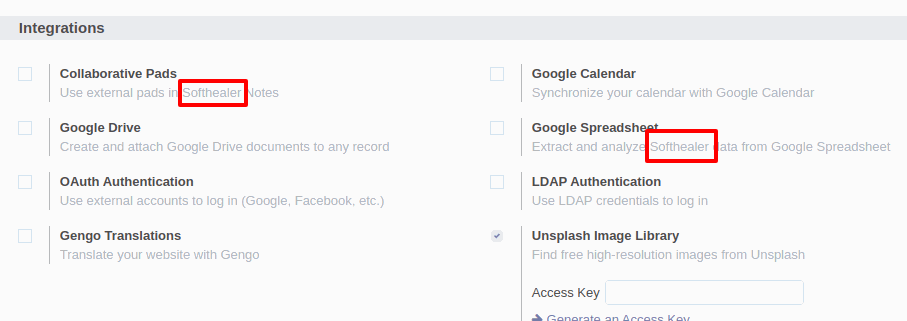 Integrations
Collaborative Pads
Use external pads in Softhealer Notes
Google Calendar
Synchronize your calendar with Google Calendar
Google Drive
Create and attach Google Drive documents to any record
Google Spreadsheet
Extract and analyze Softhealer data from Google Spreadsheet
OAuth Authentication
Use external accounts to log in (Google, Facebook, etc.)
LDAP Authentication
Use LDAP credentials to log in
Gengo Translations
Translate your website with Gengo
Unsplash Image Library
Find free high-resolution images from Unsplash
Access Key
Generate an Access Key